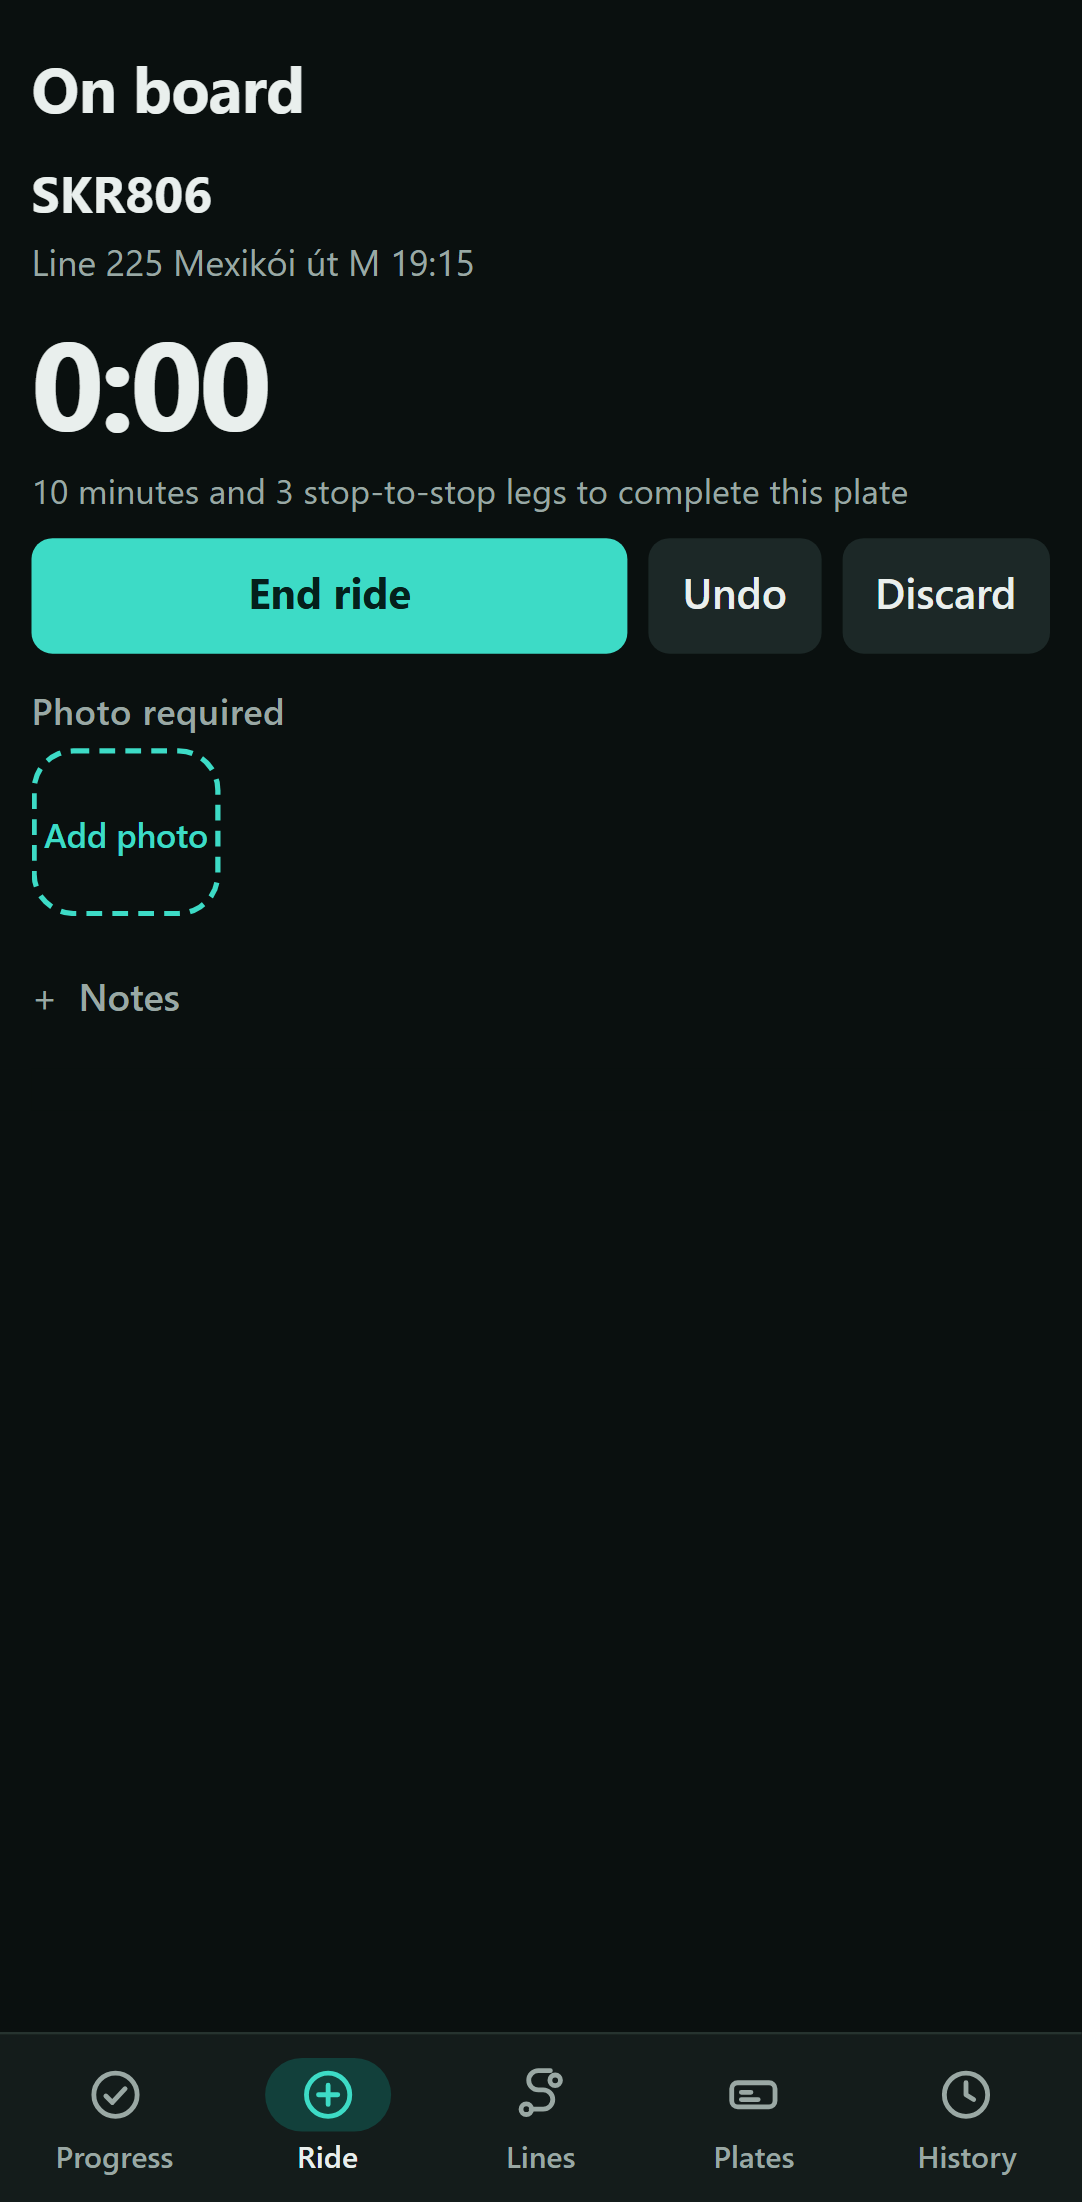 On board
SKR806
Line 225 Mexikói út M 19:15
0:00
10 minutes and 3 stop-to-stop legs to complete this plate
End ride
Undo
Discard
Photo required
Add photo
+ Notes
Progress
Ride
Lines
Plates
History